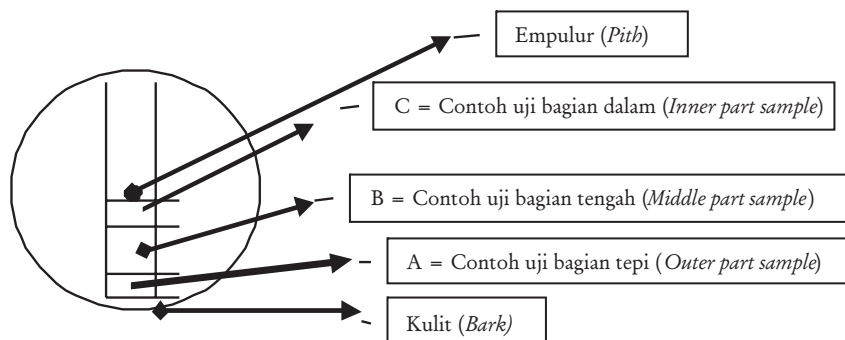 Empulur (Pith)
C = Contoh uji bagian dalam (Inner part sample)
B = Contoh uji bagian tengah (Middle part sample)
A = Contoh uji bagian tepi (Outer part sample)
Kulit (Bark)